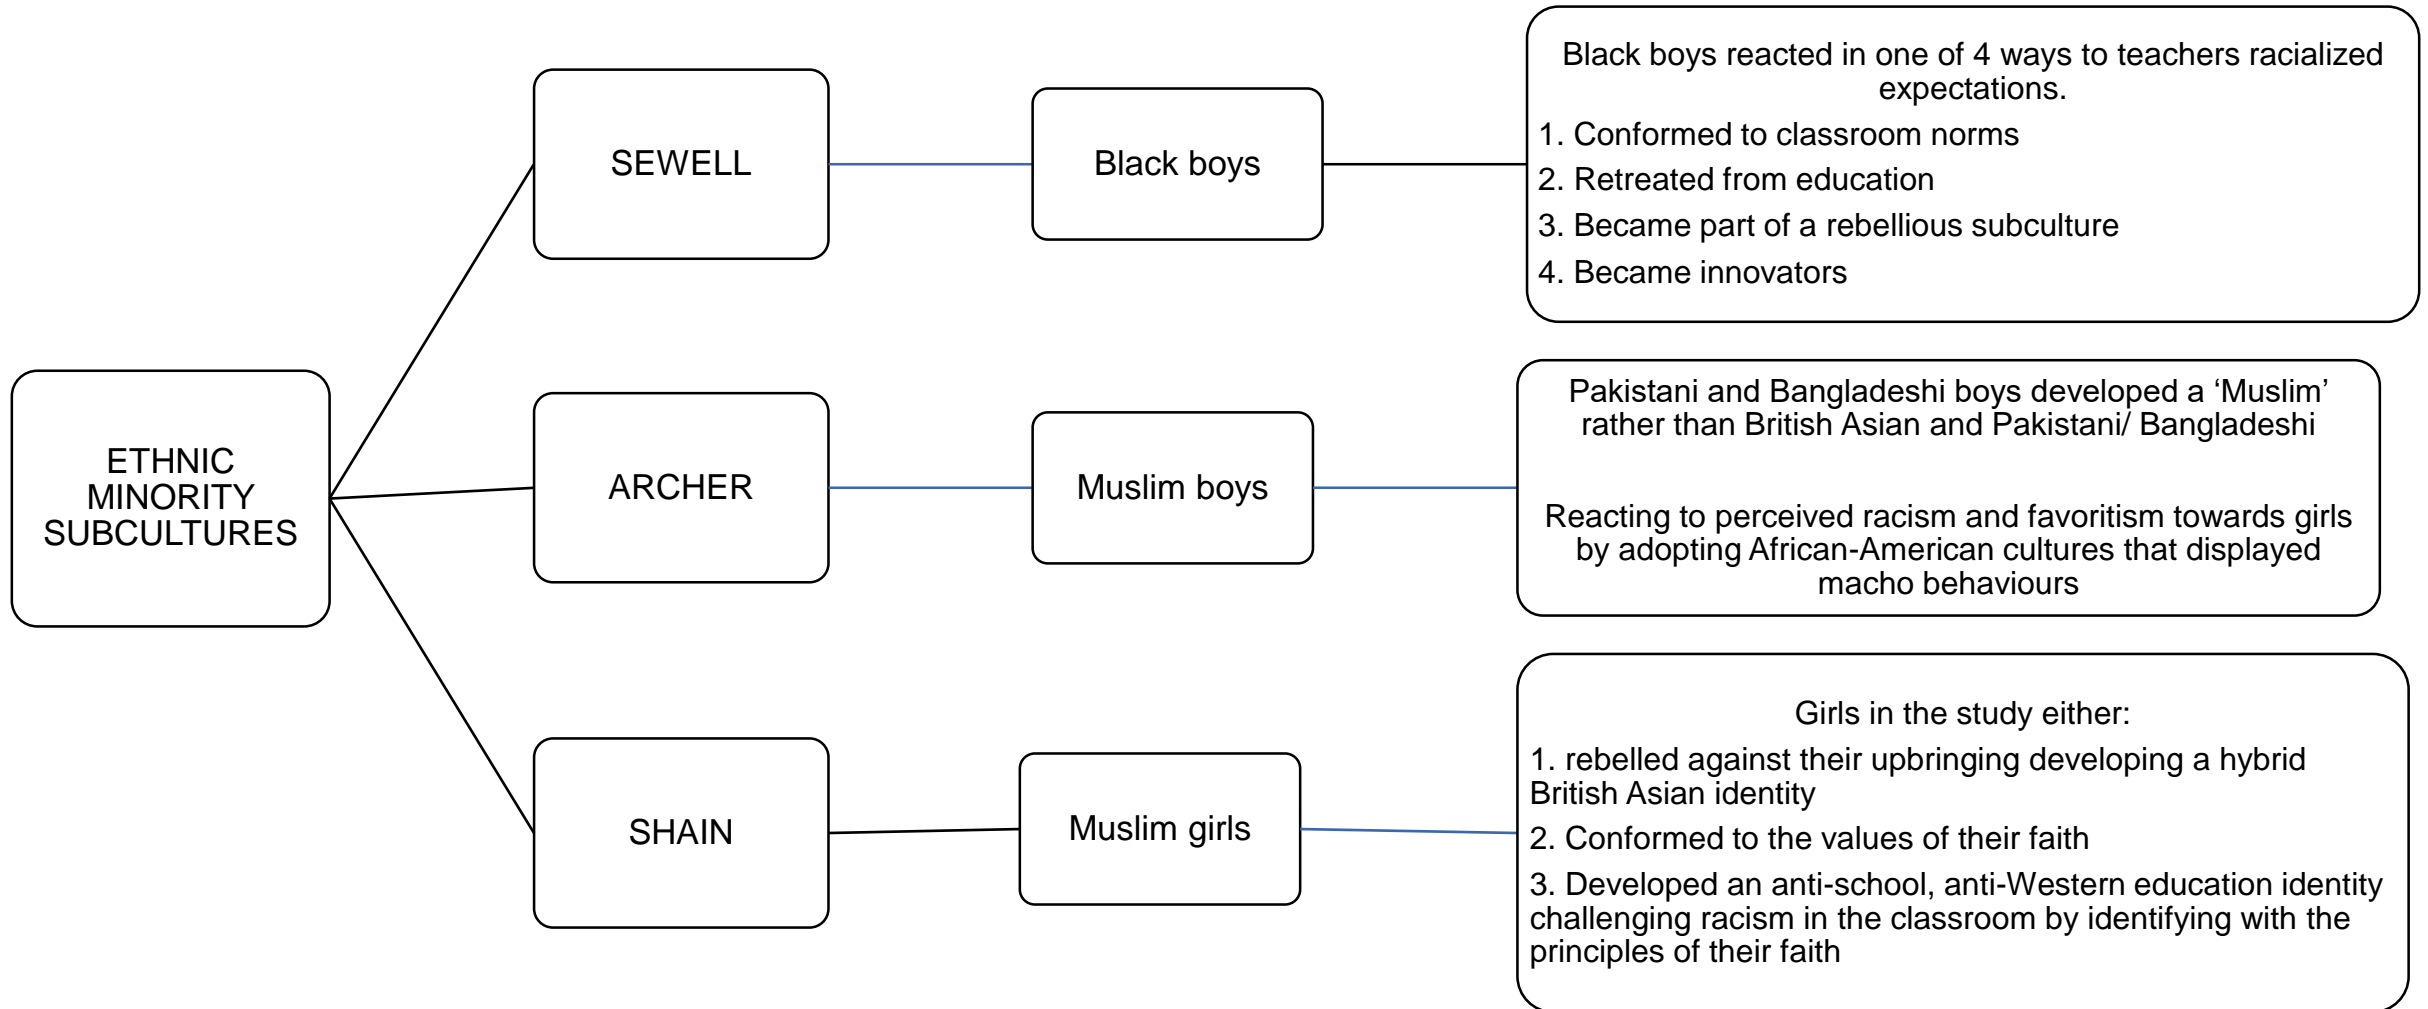 ETHNIC
MINORITY
SUBCULTURES
SEWELL
Black boys
Black boys reacted in one of 4 ways to teachers racialized
expectations.
1. Conformed to classroom norms
2. Retreated from education
3. Became part of a rebellious subculture
4. Became innovators
ARCHER
Muslim boys
Pakistani and Bangladeshi boys developed a ‘Muslim’
rather than British Asian and Pakistani/ Bangladeshi
Reacting to perceived racism and favoritism towards girls
by adopting African-American cultures that displayed
macho behaviours
SHAIN
Muslim girls
Girls in the study either:
1. rebelled against their upbringing developing a hybrid
British Asian identity
2. Conformed to the values of their faith
3. Developed an anti-school, anti-Western education identity
challenging racism in the classroom by identifying with the
principles of their faith